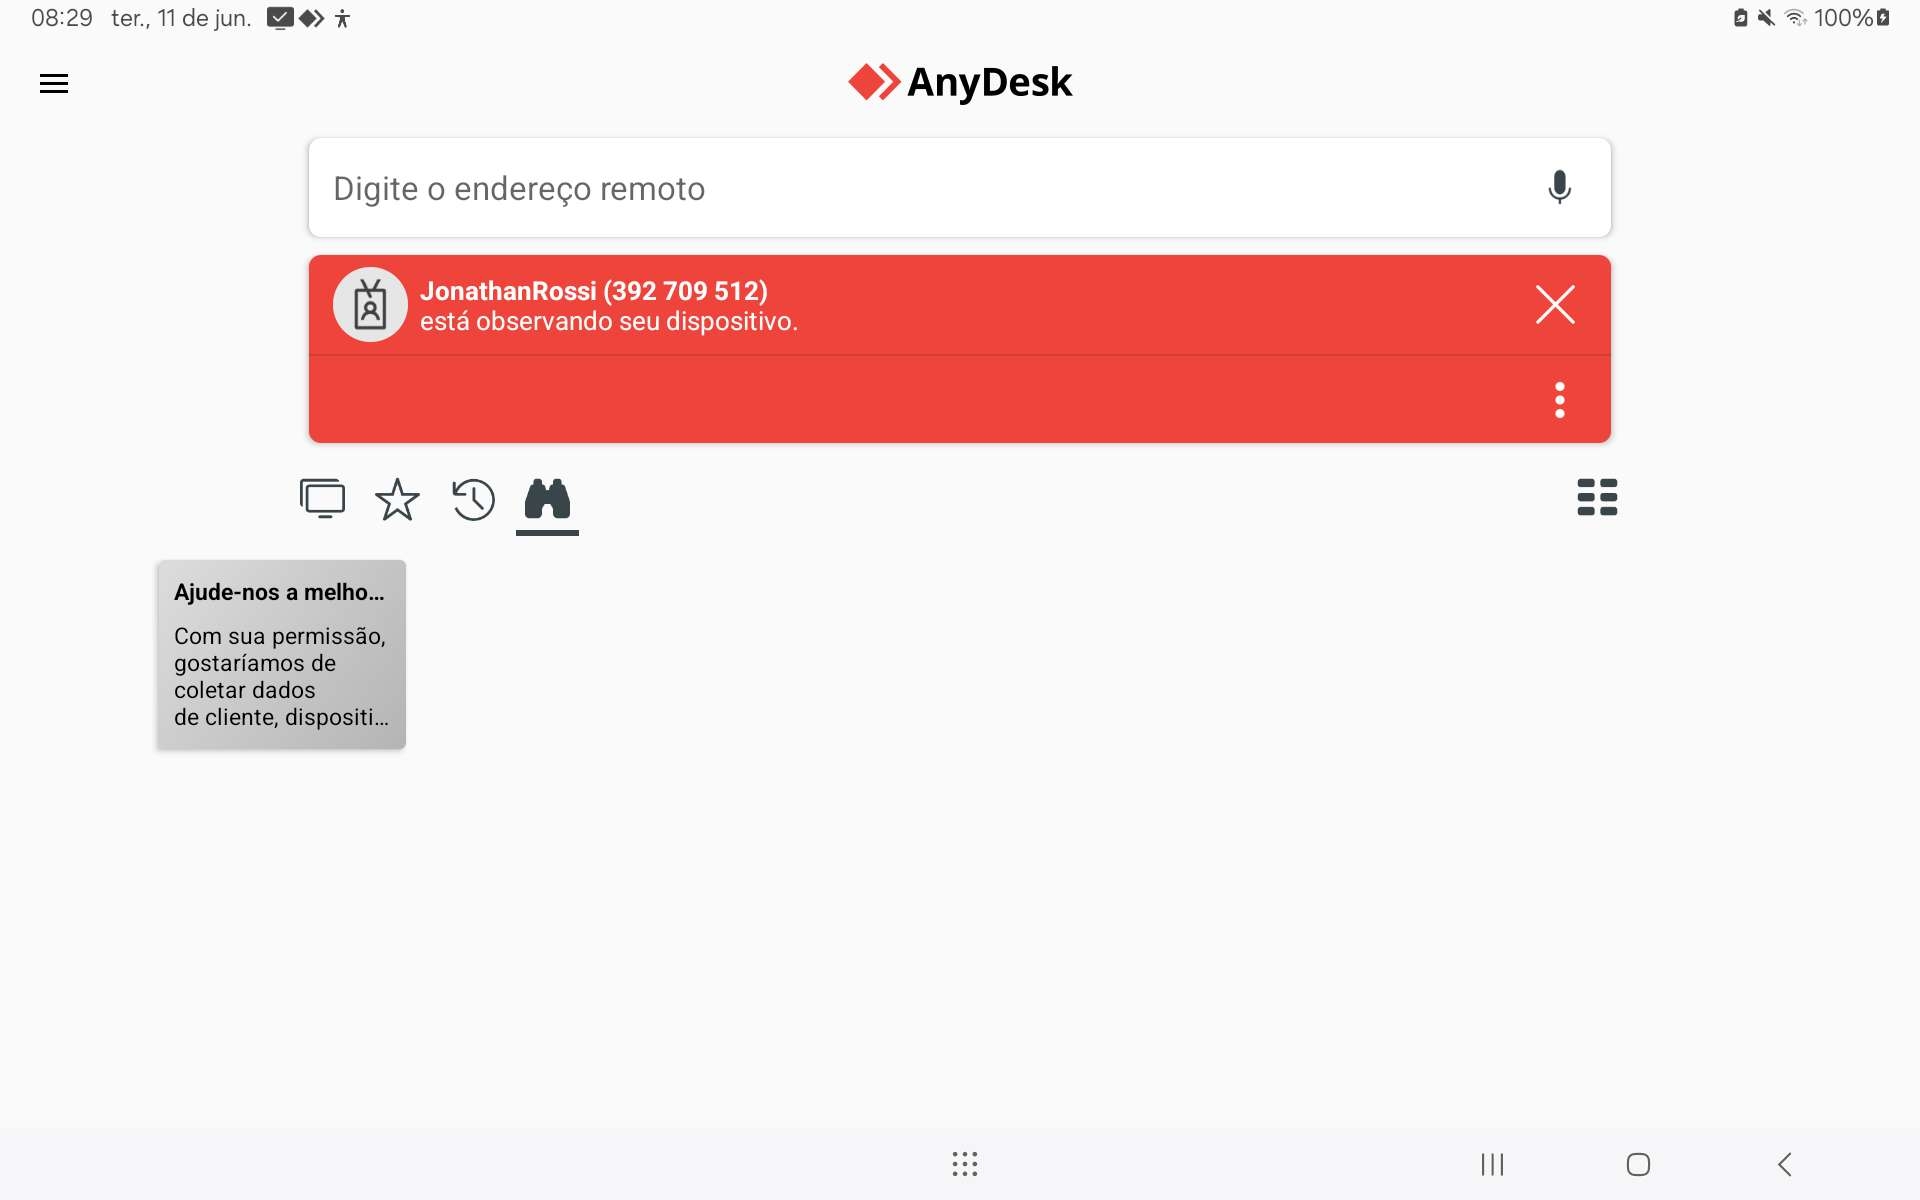 08:29 ter., 11 de jun.
100%
AnyDesk
Digite o endereço remoto
JonathanRossi (392 709 512)
está observando seu dispositivo.
Ajude-nos a melho...
Com sua permissão,
gostaríamos de
coletar dados
de cliente, dispositi...